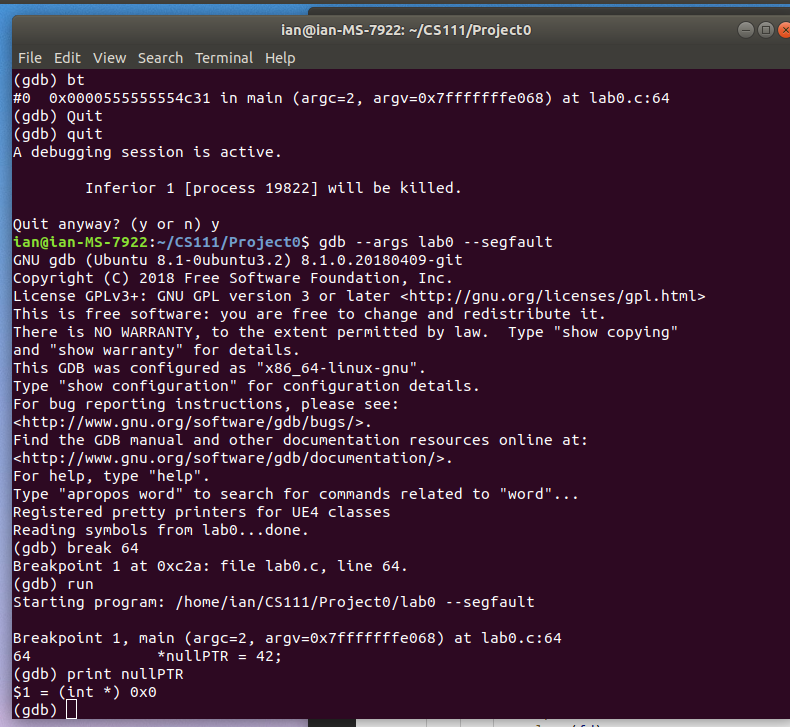 ian@ian-MS-7922: ~/CS111/Project0
File Edit View Search Terminal Help
(gdb) bt
#0  0x0000555555554c31 in main (argc=2, argv=0x7fffffffe068) at lab0.c:64
(gdb) Quit
(gdb) quit
A debugging session is active.

        Inferior 1 [process 19822] will be killed.

Quit anyway? (y or n) y
ian@ian-MS-7922:~/CS111/Project0$ gdb --args lab0 --segfault
GNU gdb (Ubuntu 8.1-0ubuntu3.2) 8.1.0.20180409-git
Copyright (C) 2018 Free Software Foundation, Inc.
License GPLv3+: GNU GPL version 3 or later <http://gnu.org/licenses/gpl.html>
This is free software: you are free to change and redistribute it.
There is NO WARRANTY, to the extent permitted by law.  Type "show copying"
and "show warranty" for details.
This GDB was configured as "x86_64-linux-gnu".
Type "show configuration" for configuration details.
For bug reporting instructions, please see:
<http://www.gnu.org/software/gdb/bugs/>.
Find the GDB manual and other documentation resources online at:
<http://www.gnu.org/software/gdb/documentation/>.
For help, type "help".
Type "apropos word" to search for commands related to "word"...
Registered pretty printers for UE4 classes
Reading symbols from lab0...done.
(gdb) break 64
Breakpoint 1 at 0xc2a: file lab0.c, line 64.
(gdb) run
Starting program: /home/ian/CS111/Project0/lab0 --segfault

Breakpoint 1, main (argc=2, argv=0x7fffffffe068) at lab0.c:64
64              *nullPTR = 42;
(gdb) print nullPTR
$1 = (int *) 0x0
(gdb)